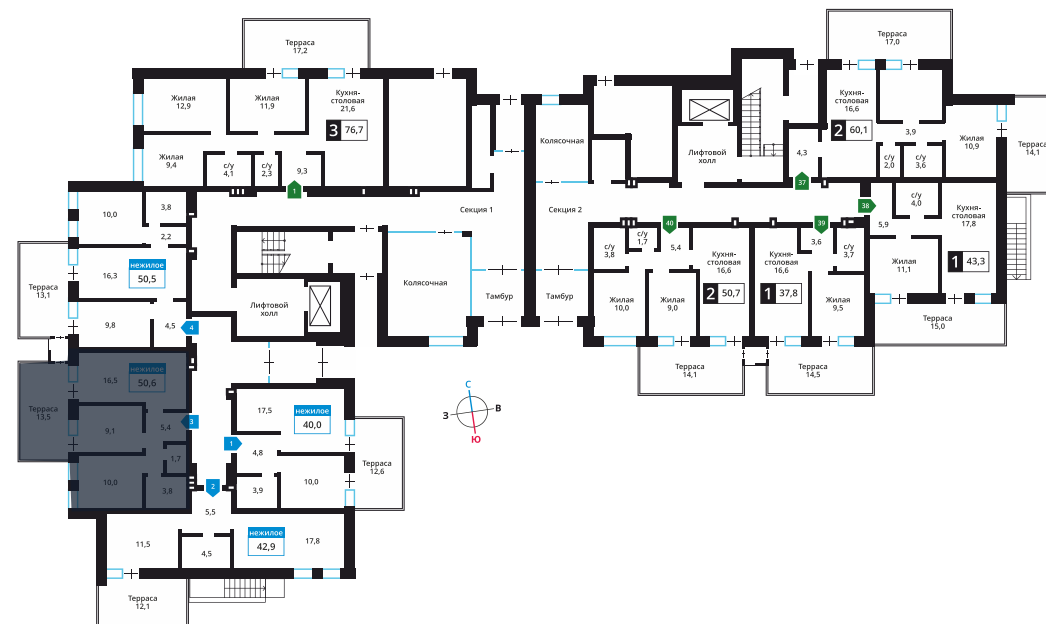 Терраса
17,2
Жилая
12,9
Жилая
11,9
Кухня-
столовая
21,6
3 76,7
Жилая
9,4
с/у
4,1
с/у
2,3
9,3
1
Колясочная
Секция 1
Секция 2
Лифтовой
холл
Терраса
17,0
Кухня-
столовая
16,6
2 60,1
3,9
4,3
с/у
2,0
с/у
3,6
Жилая
10,9
Терраса
14,1
37
38
39
40
с/у
4,0
Кухня-
столовая
17,8
5,9
Жилая
11,1
1 43,3
Терраса
15,0
с/у
3,8
с/у
1,7
5,4
Кухня-
столовая
16,6
2 50,7
Жилая
10,0
Жилая
9,0
Терраса
14,1
Кухня-
столовая
16,6
1 37,8
3,6
с/у
3,7
Жилая
9,5
Терраса
14,5
Тамбур
Тамбур
Колясочная
Лифтовой
холл
10,0
3,8
2,2
16,3
нежилое
50,5
Терраса
13,1
9,8
4,5
4
16,5
нежилое
50,6
Терраса
13,5
9,1
5,4
3
1,7
10,0
3,8
17,5
нежилое
40,0
1
4,8
3,9
10,0
Терраса
12,6
2
5,5
11,5
4,5
нежилое
42,9
17,8
Терраса
12,1
С
З
В
Ю